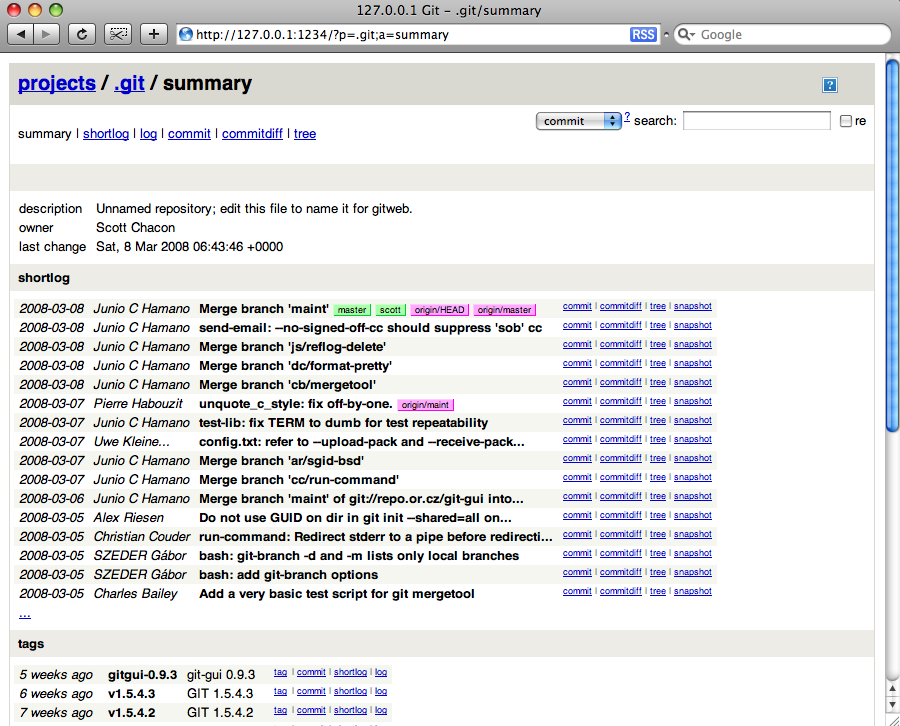 127.0.0.1 Git – .git/summary
http://127.0.0.1:1234/?p=.git;a=summary RSS Google
projects / .git / summary ?
commit ? search: re
summary | shortlog | log | commit | commitdiff | tree
description Unnamed repository; edit this file to name it for gitweb.
owner Scott Chacon
last change Sat, 8 Mar 2008 06:43:46 +0000
shortlog
2008-03-08 Junio C Hamano Merge branch 'maint' master scott origin/HEAD origin/master commit | commitdiff | tree | snapshot
2008-03-08 Junio C Hamano send-email: --no-signed-off-cc should suppress 'sob' cc commit | commitdiff | tree | snapshot
2008-03-08 Junio C Hamano Merge branch 'js/reflog-delete' commit | commitdiff | tree | snapshot
2008-03-08 Junio C Hamano Merge branch 'dc/format-pretty' commit | commitdiff | tree | snapshot
2008-03-08 Junio C Hamano Merge branch 'cb/mergetool' commit | commitdiff | tree | snapshot
2008-03-07 Pierre Habouzit unquote_c_style: fix off-by-one. origin/maint commit | commitdiff | tree | snapshot
2008-03-07 Junio C Hamano test-lib: fix TERM to dumb for test repeatability commit | commitdiff | tree | snapshot
2008-03-07 Uwe Kleine... config.txt: refer to --upload-pack and --receive-pack... commit | commitdiff | tree | snapshot
2008-03-07 Junio C Hamano Merge branch 'ar/sgid-bsd' commit | commitdiff | tree | snapshot
2008-03-07 Junio C Hamano Merge branch 'cc/run-command' commit | commitdiff | tree | snapshot
2008-03-06 Junio C Hamano Merge branch 'maint' of git://repo.or.cz/git-gui into... commit | commitdiff | tree | snapshot
2008-03-05 Alex Riesen Do not use GUID on dir in git init --shared=all on... commit | commitdiff | tree | snapshot
2008-03-05 Christian Couder run-command: Redirect stderr to a pipe before redirecti... commit | commitdiff | tree | snapshot
2008-03-05 SZEDER Gábor bash: git-branch -d and -m lists only local branches commit | commitdiff | tree | snapshot
2008-03-05 SZEDER Gábor bash: add git-branch options commit | commitdiff | tree | snapshot
2008-03-05 Charles Bailey Add a very basic test script for git mergetool commit | commitdiff | tree | snapshot
...
tags
5 weeks ago gitgui-0.9.3 git-gui 0.9.3 tag | commit | shortlog | log
6 weeks ago v1.5.4.3 GIT 1.5.4.3 tag | commit | shortlog | log
7 weeks ago v1.5.4.2 GIT 1.5.4.2 tag | commit | shortlog | log